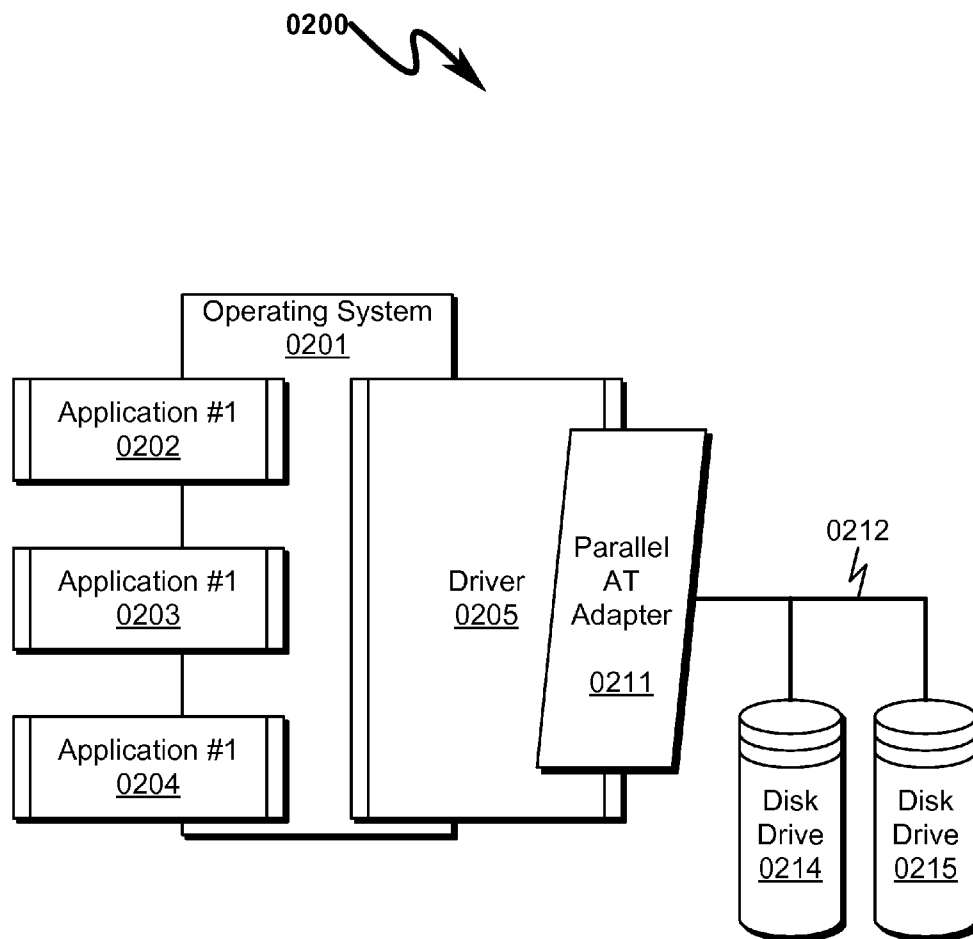 0200
Operating System
0201
Application #1
0202
Application #1
0203
Application #1
0204
Driver
0205
Parallel
AT
Adapter
0211
0212
Disk
Drive
0214
Disk
Drive
0215